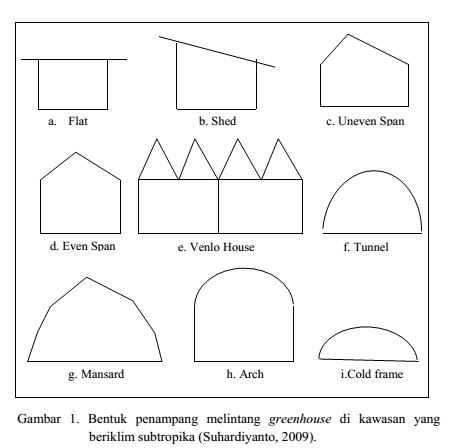 a. Flat
b. Shed
c. Uneven Span
d. Even Span
e. Venlo House
f. Tunnel
g. Mansard
h. Arch
i.Cold frame
Gambar 1. Bentuk penampang melintang greenhouse di kawasan yang
beriklim subtropika (Suhardiyanto, 2009).